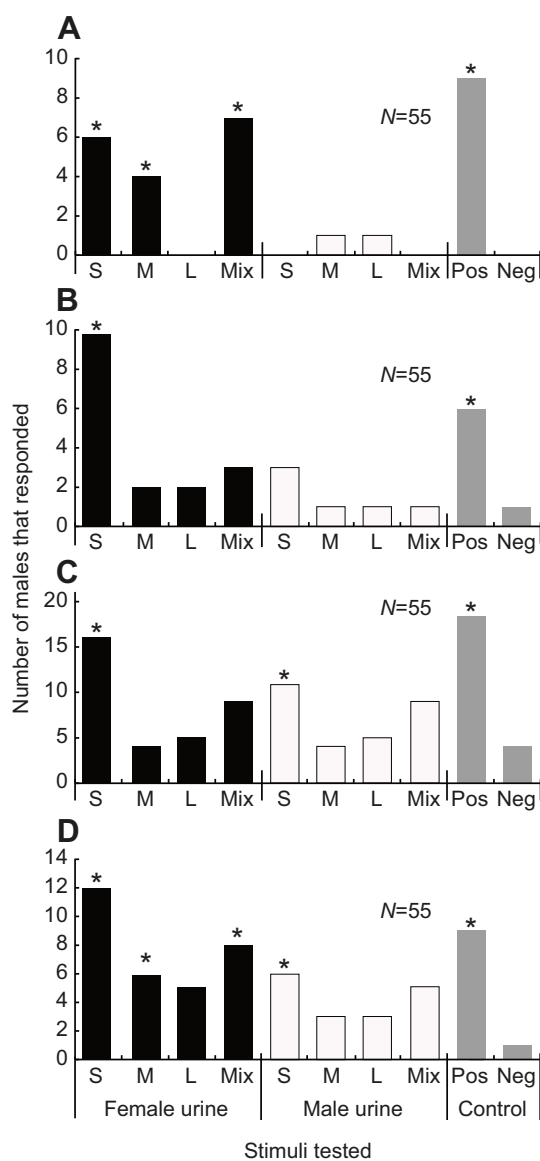 A
10
8
6
4
2
0
* * * *
N=55
S M L Mix S M L Mix Pos Neg
B
10
8
6
4
2
0
* *
N=55
S M L Mix S M L Mix Pos Neg
C
20
15
10
5
0
* * *
N=55
S M L Mix S M L Mix Pos Neg
D
14
12
10
8
6
4
2
0
* * * * *
N=55
S M L Mix S M L Mix Pos Neg
Female urine Male urine Control
Stimuli tested
Number of males that responded